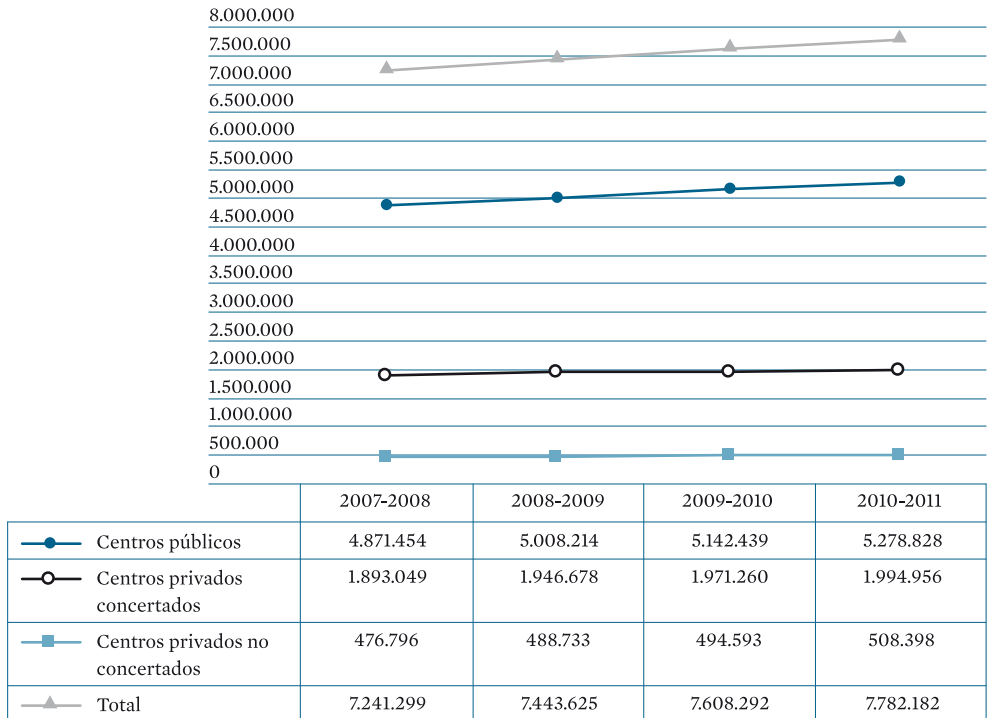 8.000.000
7.500.000
7.000.000
6.500.000
6.000.000
5.500.000
5.000.000
4.500.000
4.000.000
3.500.000
3.000.000
2.500.000
2.000.000
1.500.000
1.000.000
500.000
0
2007-2008 2008-2009 2009-2010 2010-2011
Centros públicos 4.871.454 5.008.214 5.142.439 5.278.828
Centros privados 1.893.049 1.946.678 1.971.260 1.994.956
concertados
Centros privados no 476.796 488.733 494.593 508.398
concertados
Total 7.241.299 7.443.625 7.608.292 7.782.182